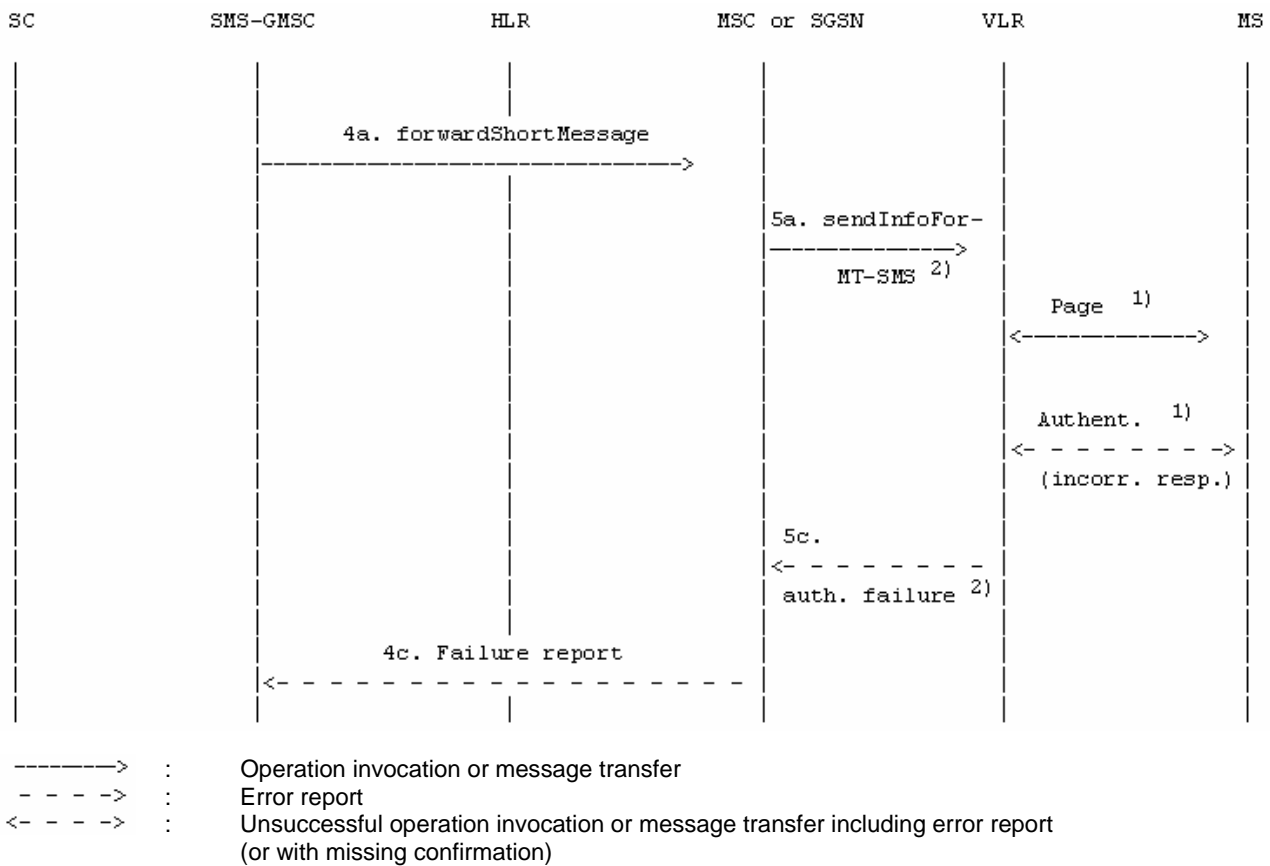 SC SMS-GMSC HLR MSC or SGSN VLR MS
4a. forwardShortMessage
5a. sendInfoFor-
MT-SMS 2)
Page 1)
Authent. 1)
(incorr. resp.)
5c.
auth. failure 2)
4c. Failure report
: Operation invocation or message transfer
: Error report
: Unsuccessful operation invocation or message transfer including error report
(or with missing confirmation)